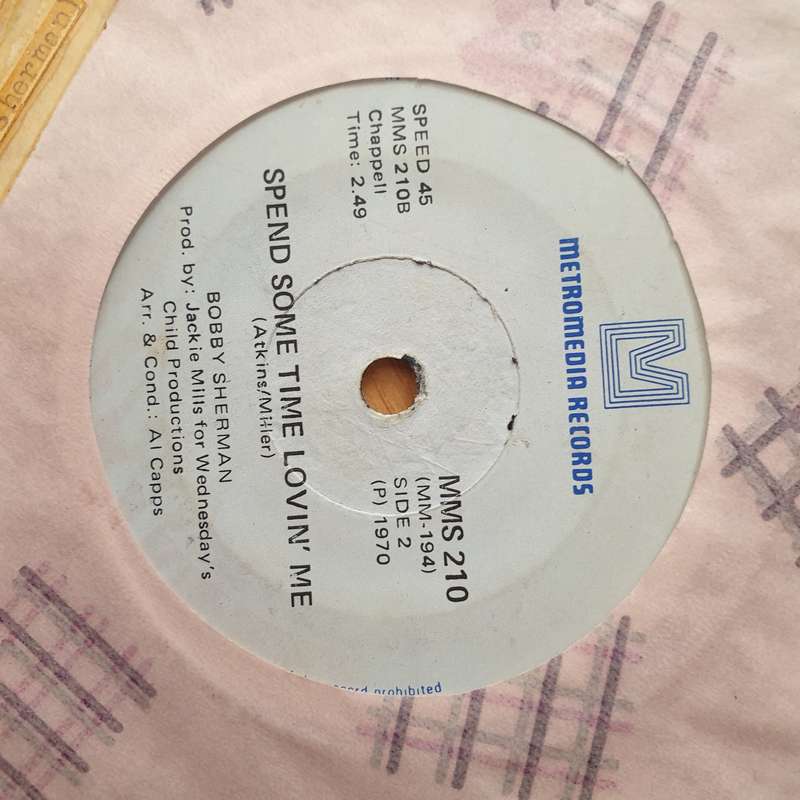 METROMEDIA RECORDS
SPEED 45
MMS 210B
Chappell
Time: 2.49
MMS 210
(MM-194)
SIDE 2
(P) 1970
SPEND SOME TIME LOVIN' ME
(Atkins/Miller)
BOBBY SHERMAN
Prod. by: Jackie Mills for Wednesday's
Child Productions
Arr. & Cond.: Al Capps
prohibited
Sherman